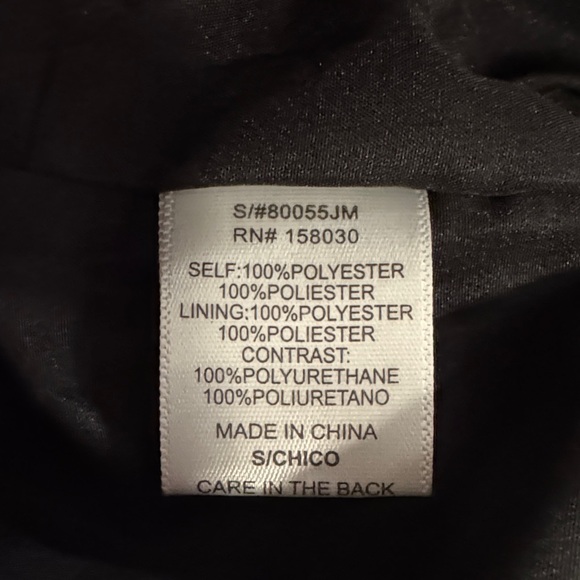 S/#80055JM
RN# 158030
SELF:100%POLYESTER
100%POLIESTER
LINING:100%POLYESTER
100%POLIESTER
CONTRAST:
100%POLYURETHANE
100%POLIURETANO
MADE IN CHINA
S/CHICO
CARE IN THE BACK